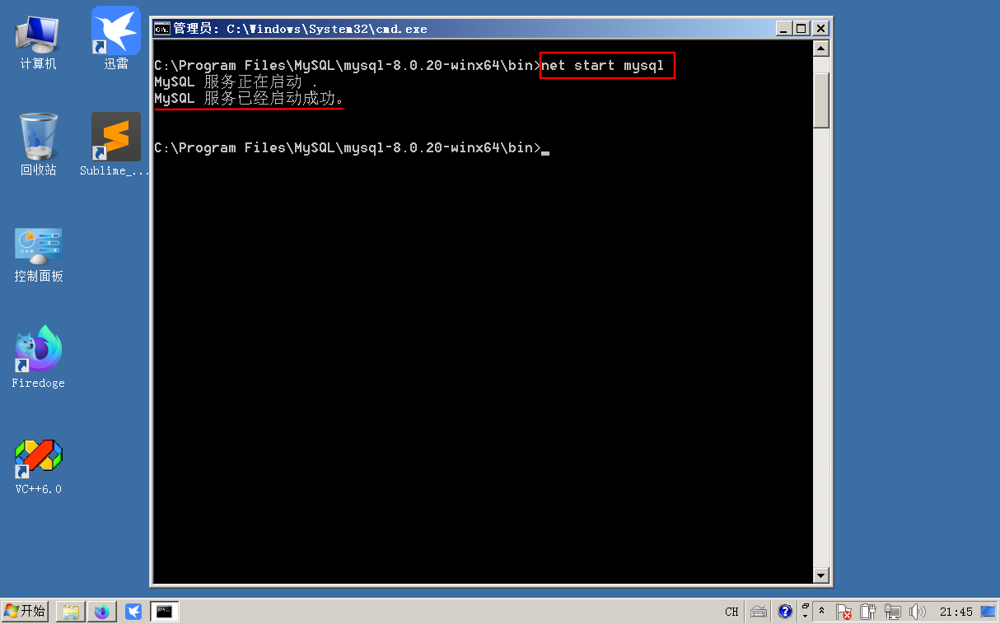 管理员: C:\Windows\System32\cmd.exe
计算机
迅雷
回收站
Sublime_...
控制面板
Firedoge
VC++6.0
C:\Program Files\MySQL\mysql-8.0.20-winx64\bin>net start mysql
MySQL 服务正在启动 .
MySQL 服务已经启动成功。
C:\Program Files\MySQL\mysql-8.0.20-winx64\bin>
开始
CH
21:45